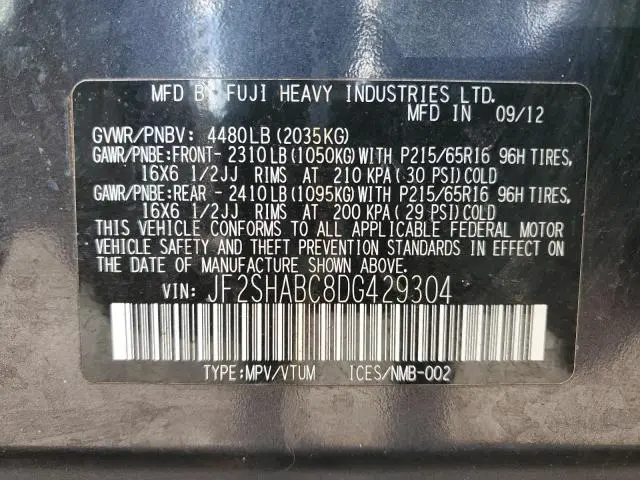 MFD BY FUJI HEAVY INDUSTRIES LTD.
MFD IN 09/12
GVWR/PNBV: 4480LB(2035KG)
GAWR/PNBE:FRONT- 2310LB(1050KG)WITH P215/65R16 96H TIRES,
16X6 1/2JJ RIMS AT 210 KPA(30 PSI)COLD
GAWR/PNBE:REAR - 2410LB(1095KG)WITH P215/65R16 96H TIRES,
16X6 1/2JJ RIMS AT 200 KPA(29 PSI)COLD
THIS VEHICLE CONFORMS TO ALL APPLICABLE FEDERAL MOTOR
VEHICLE SAFETY AND THEFT PREVENTION STANDARDS IN EFFECT ON
THE DATE OF MANUFACTURE SHOWN ABOVE.
VIN: JF2SHABC8DG429304
TYPE:MPV/VTUM ICES/NMB-002